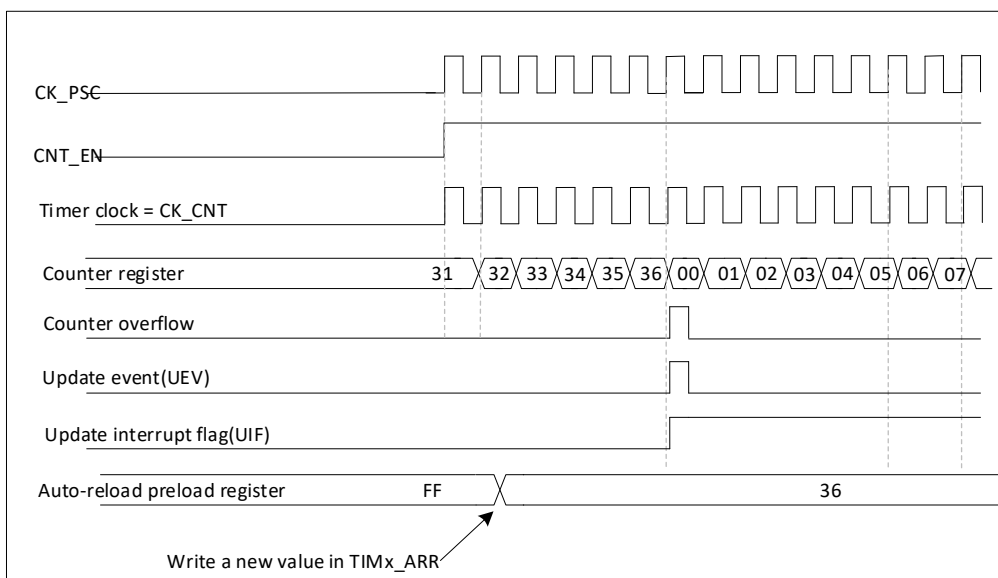 CK_PSC
CNT_EN
Timer clock = CK_CNT
Counter register 31 32 33 34 35 36 00 01 02 03 04 05 06 07
Counter overflow
Update event(UEV)
Update interrupt flag(UIF)
Auto-reload preload register FF 36
Write a new value in TIMx_ARR